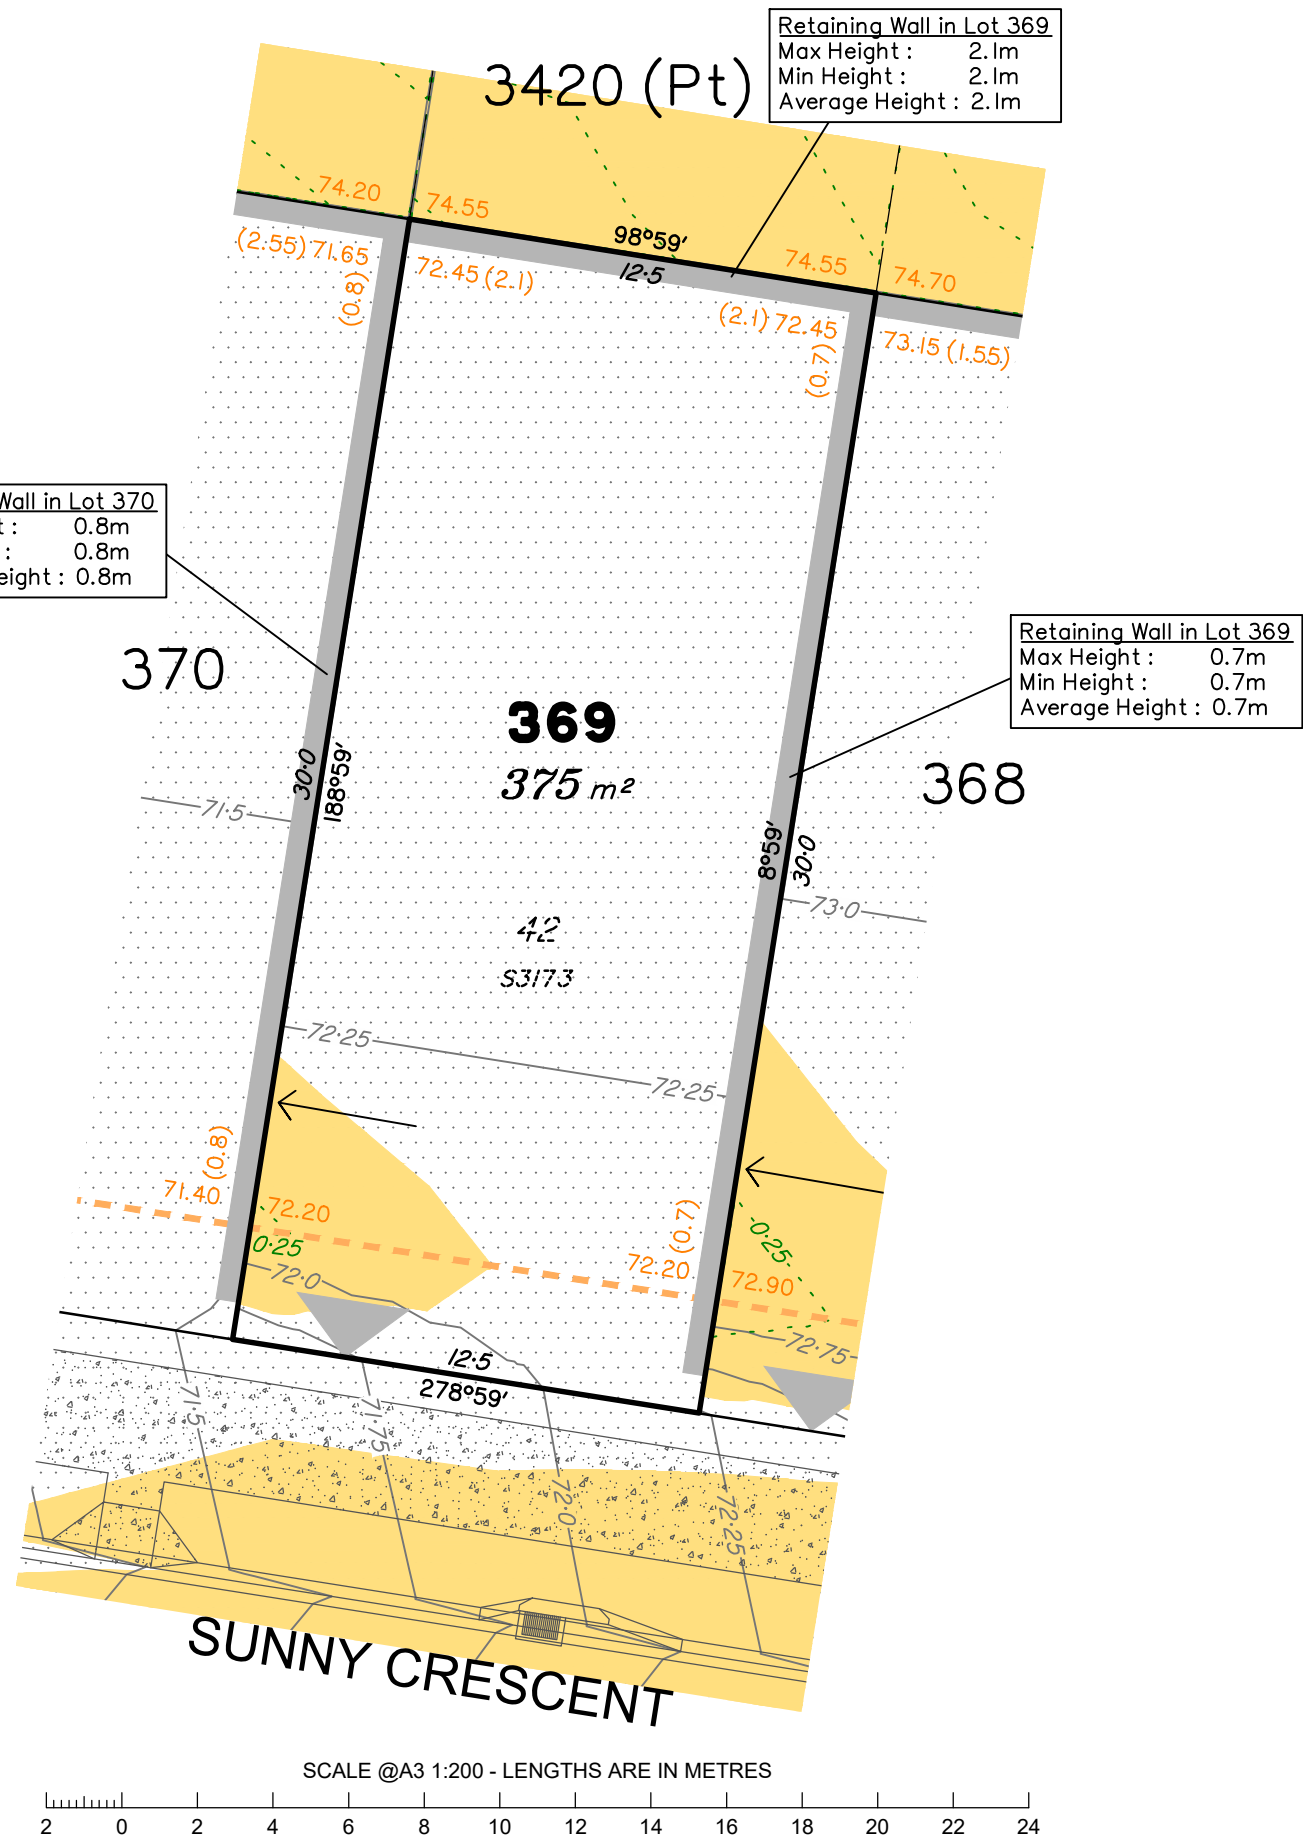 Retaining Wall in Lot 369
Max Height : 2.1m
Min Height : 2.1m
Average Height : 2.1m
3420 (Pt)
74.20
74.55
98°59'
12·5
74.55
74.70
(2.55) 71.65
(0.8)
72.45 (2.1)
(2.1) 72.45
(0.7)
73.15 (1.55)
Wall in Lot 370
t : 0.8m
: 0.8m
eight : 0.8m
370
Retaining Wall in Lot 369
Max Height : 0.7m
Min Height : 0.7m
Average Height : 0.7m
369
375 m²
368
30·0
188°59'
71·5
8°59'
30·0
73·0
42
S3173
72·25
72·25
(0.8)
71.40
72.20
0·25
72·0
(0.7)
72.20
72.90
0·25
72·75
12·5
278°59'
71·5
71·75
72·0
72·25
SUNNY CRESCENT
SCALE @A3 1:200 - LENGTHS ARE IN METRES
2 0 2 4 6 8 10 12 14 16 18 20 22 24